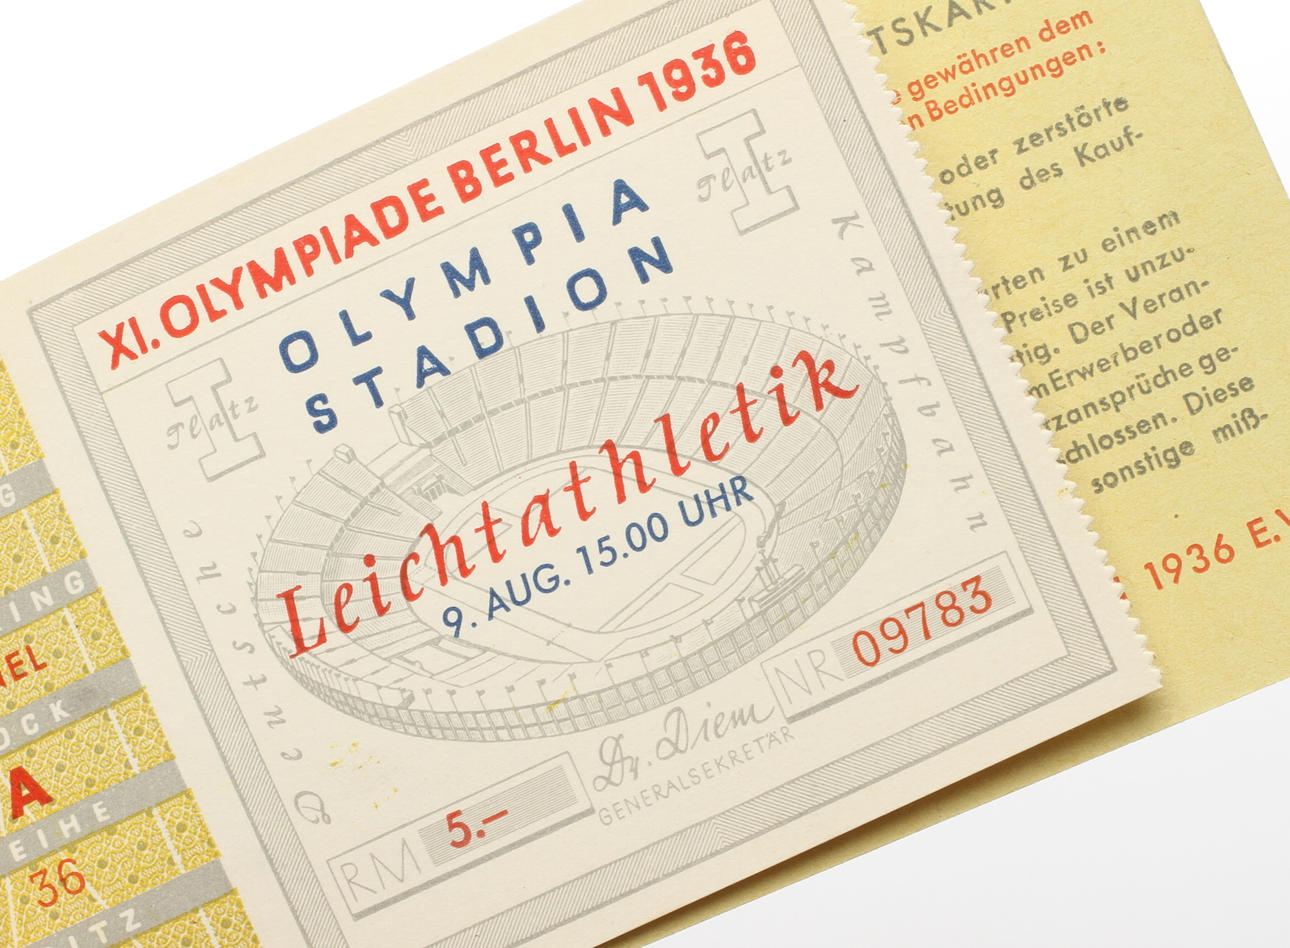 XI. OLYMPIADE BERLIN 1936
OLYMPIA
STADION
I
Platz
I
Platz
Deutsche
Kampfbahn
Leichtathletik
9. AUG. 15.00 UHR
NR 09783
Dr. Diem
GENERALSEKRETÄR
RM 5.–
G
ING
NEL
OCK
A
EIHE
36
ITZ
TSKAR
gewähren dem
n Bedingungen:
oder zerstörte
tung des Kauf-
rten zu einem
Preise ist unzu-
tig. Der Veran-
mErwerberoder
tzansprüche ge-
chlossen. Diese
sonstige miß-
1936 E.V